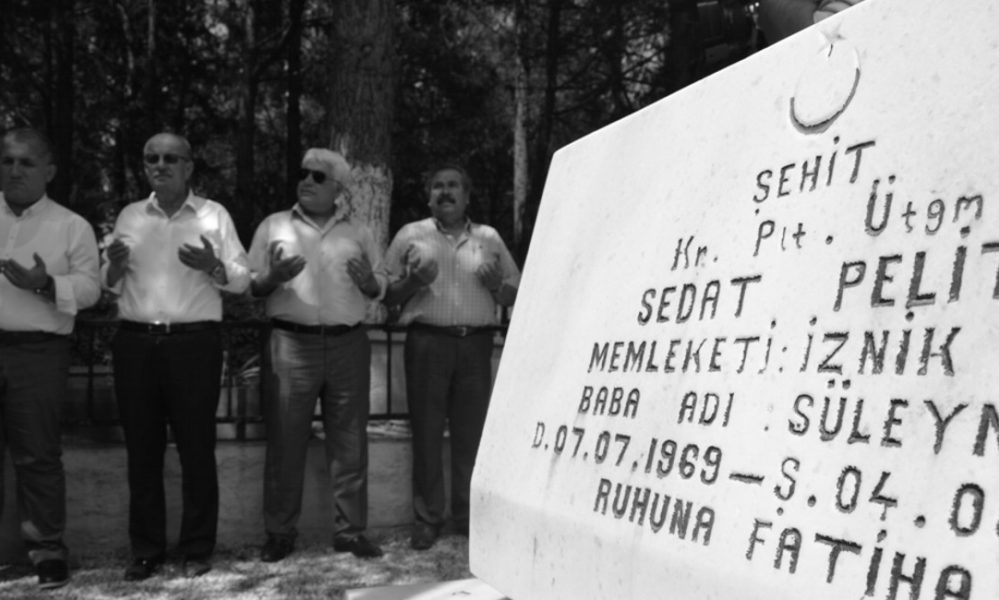 ŞEHİT
Kr. Plt. Ütğm
SEDAT PELİT
MEMLEKETİ: İZNİK
BABA ADI : SÜLEYM
D.07.07.1969 – Ş.04.0
RUHUNA FATİHA